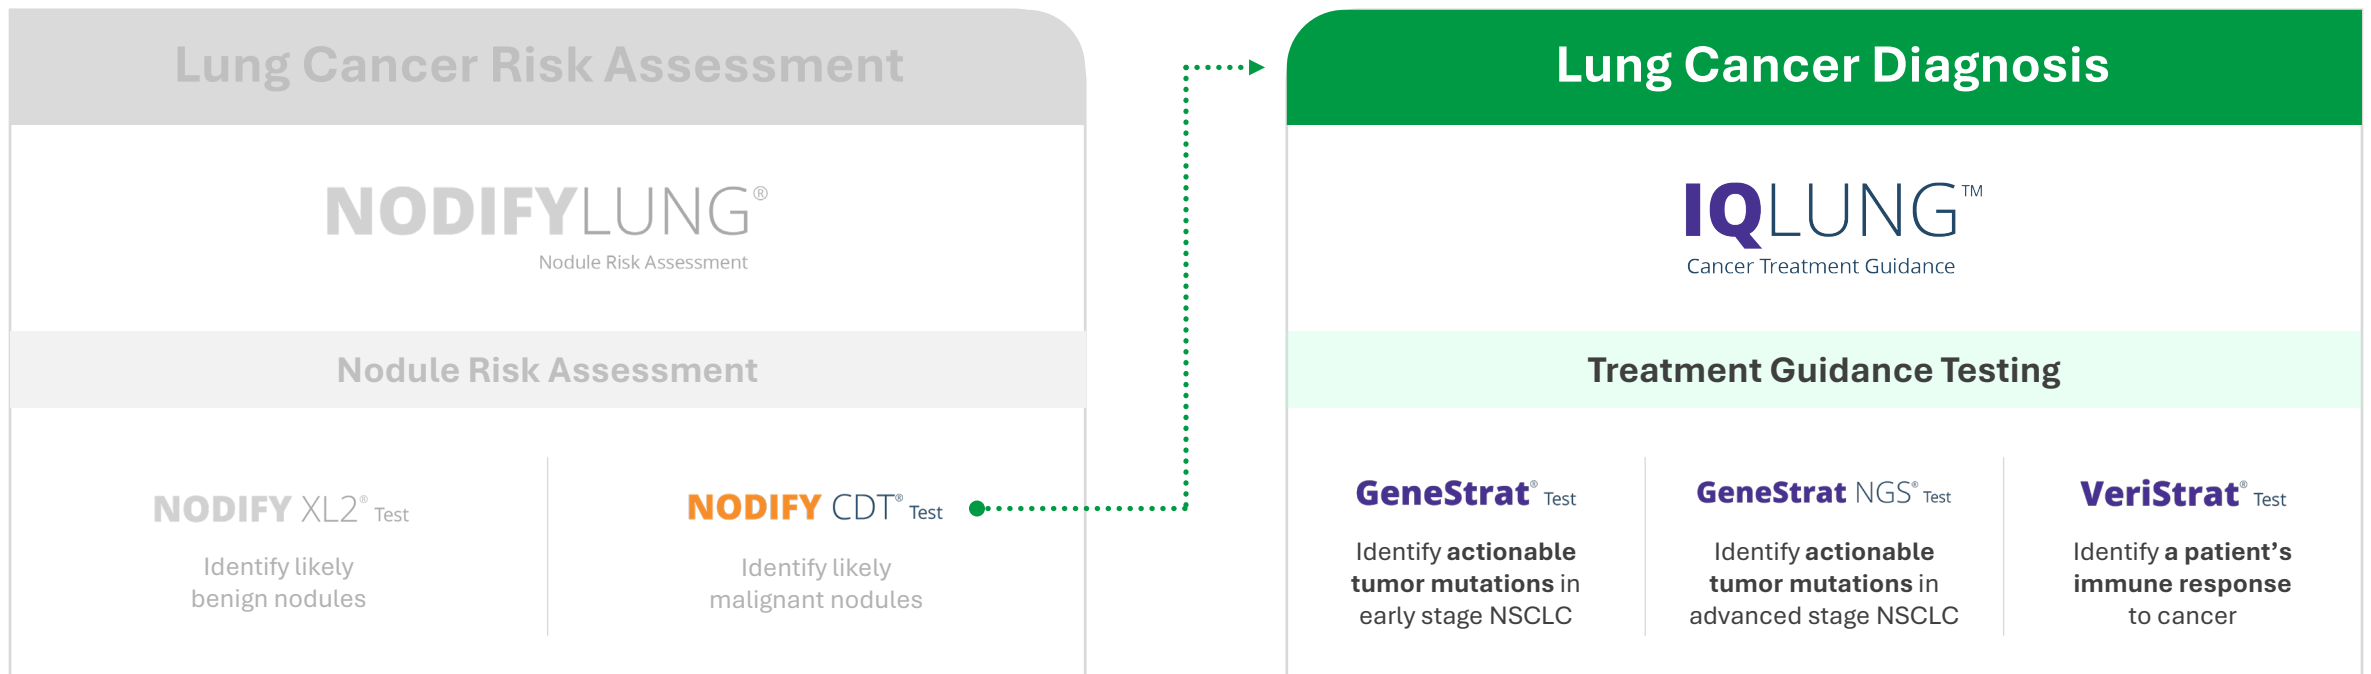 Lung Cancer Risk Assessment
NODIFYLUNG®
Nodule Risk Assessment
Nodule Risk Assessment
NODIFY XL2® Test
Identify likely
benign nodules
NODIFY CDT® Test
Identify likely
malignant nodules
Lung Cancer Diagnosis
IQLUNG™
Cancer Treatment Guidance
Treatment Guidance Testing
GeneStrat® Test
Identify actionable
tumor mutations in
early stage NSCLC
GeneStrat NGS® Test
Identify actionable
tumor mutations in
advanced stage NSCLC
VeriStrat® Test
Identify a patient’s
immune response
to cancer